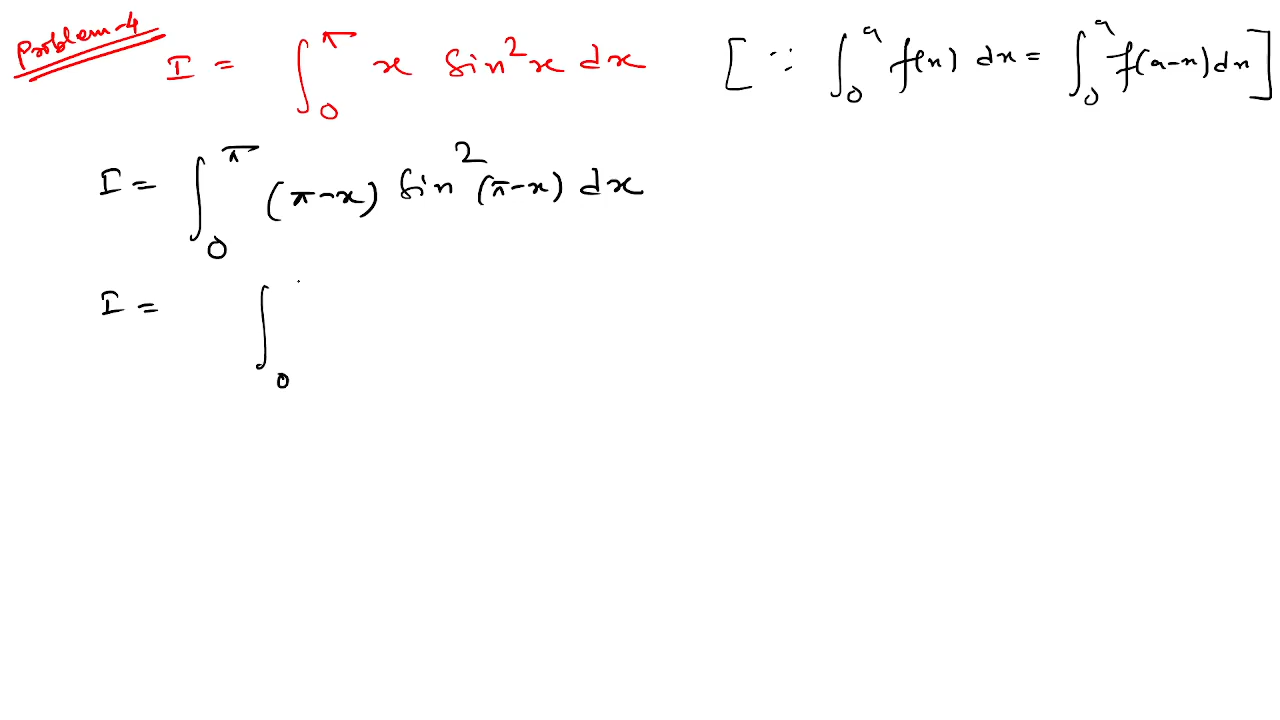 Problem-4
I = ∫₀^π x sin²x dx [∵ ∫₀^a f(x) dx = ∫₀^a f(a-x) dx]
I = ∫₀^π (π-x) sin²(π-x) dx
I = ∫₀